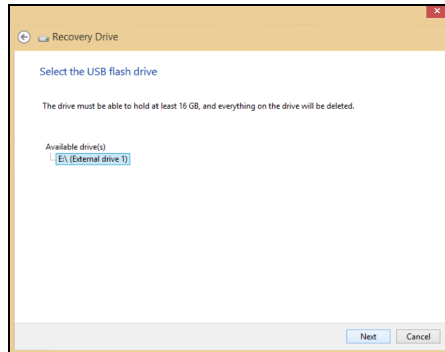 Recovery Drive
Select the USB flash drive
The drive must be able to hold at least 16 GB, and everything on the drive will be deleted.
Available drive(s)
E:\ (External drive 1)
Next Cancel